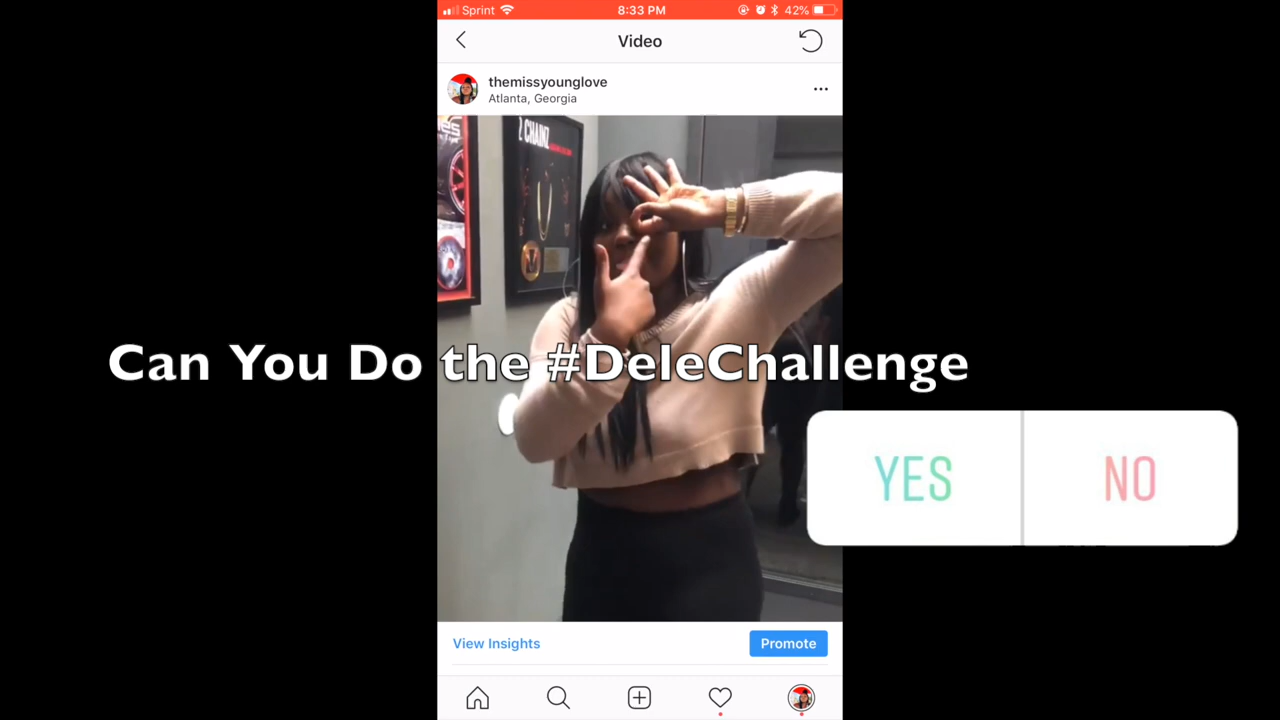 Sprint 8:33 PM 42%
Video
themissyounglove
Atlanta, Georgia
2 CHAINZ
Can You Do the #DeleChallenge
YES NO
View Insights Promote